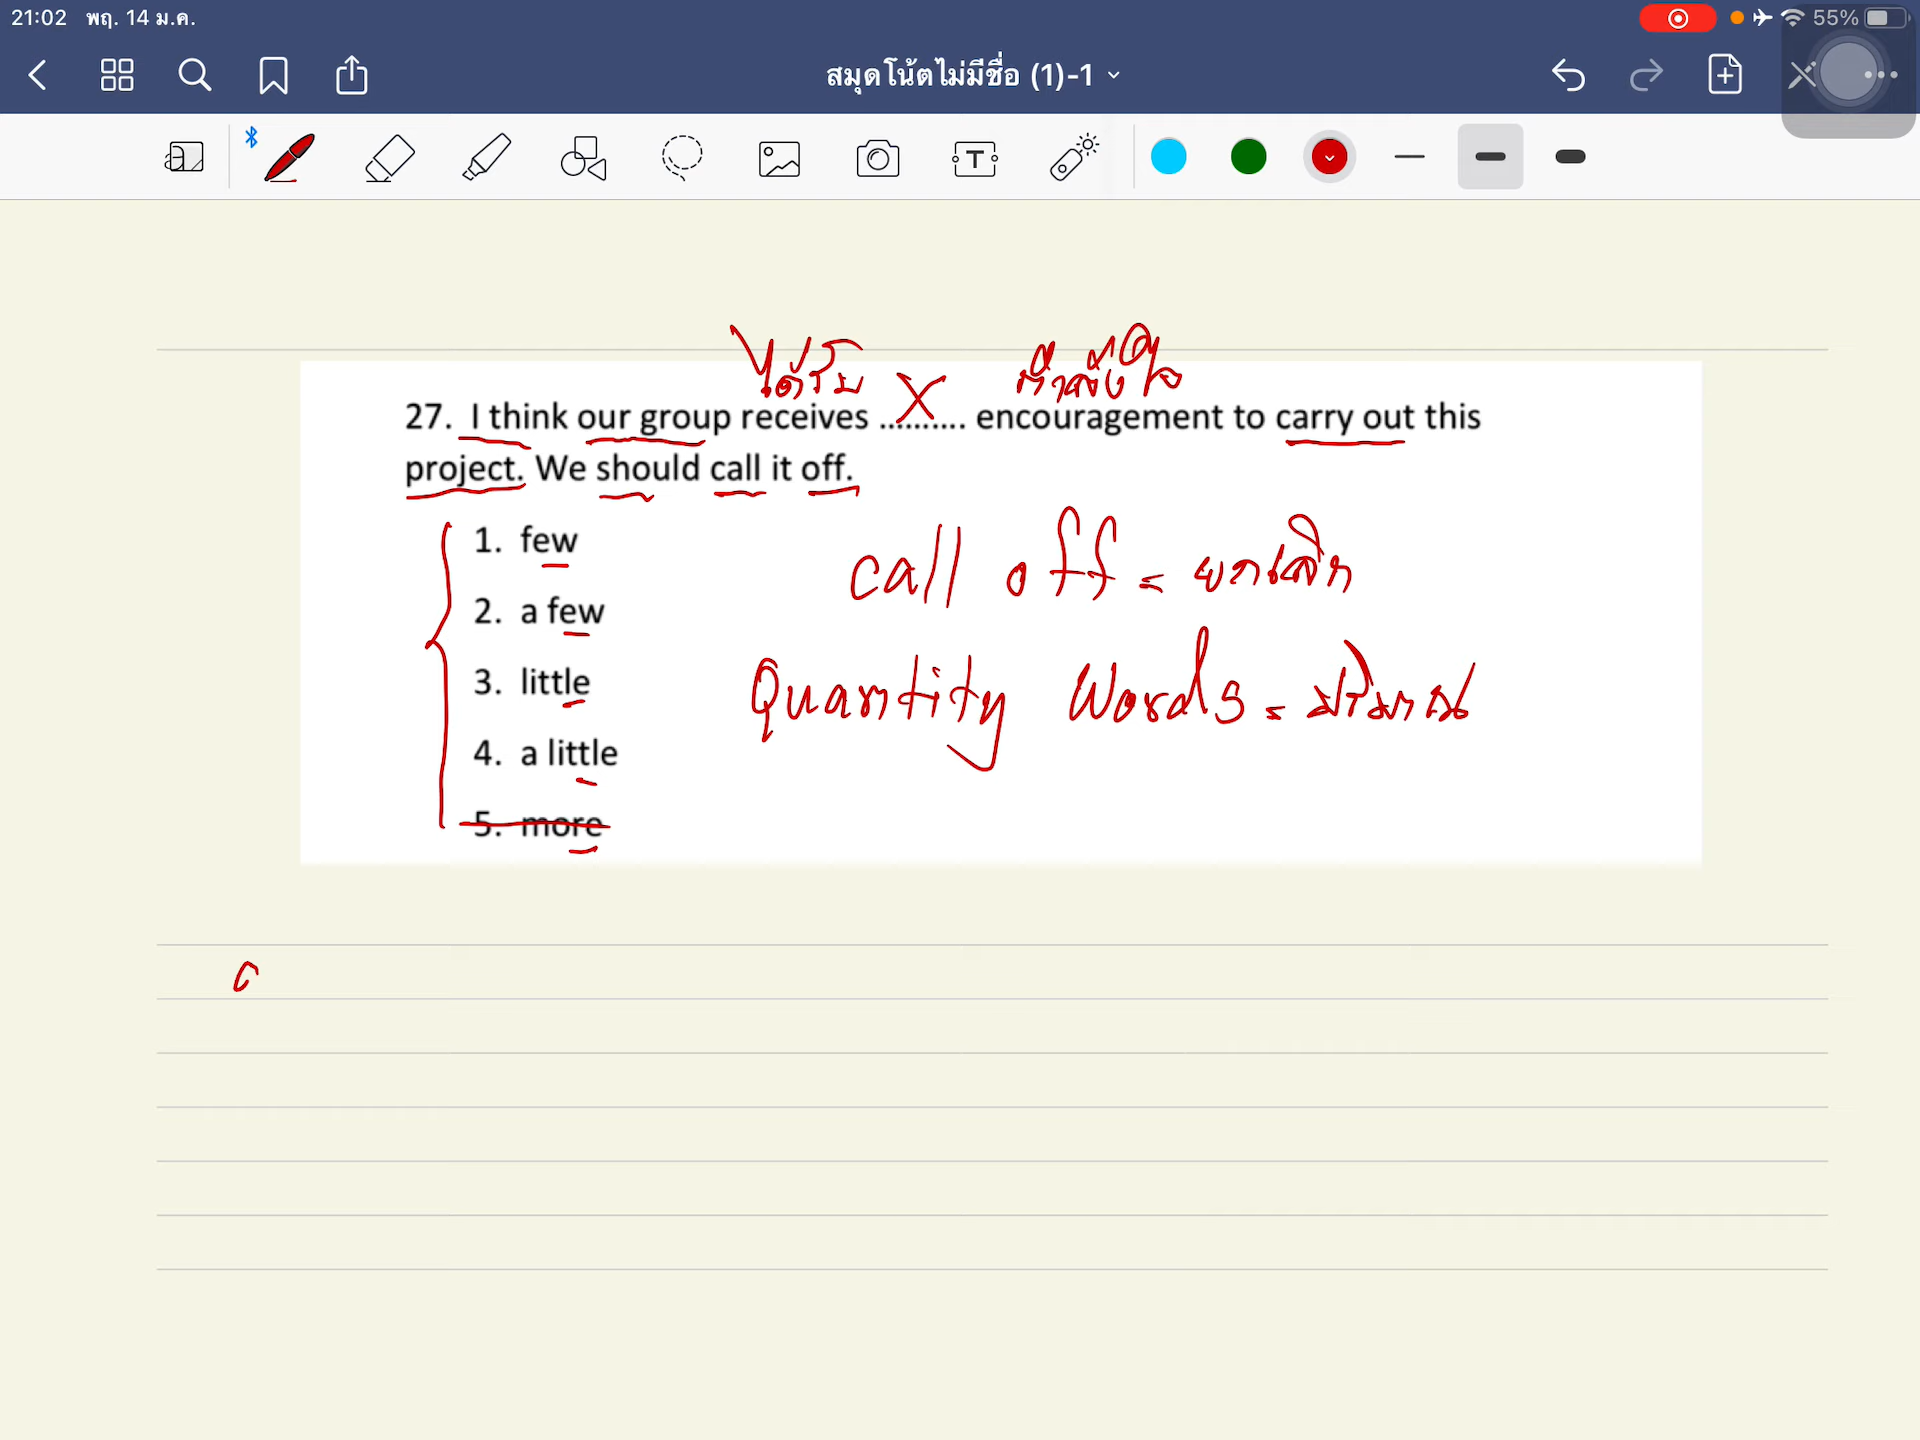 21:02 พฤ. 14 ม.ค. 55%
สมุดโน้ตไม่มีชื่อ (1)-1
ได้รับ X กำลังใจ
27. I think our group receives .......... encouragement to carry out this
project. We should call it off.
1. few
2. a few
3. little
4. a little
5. more
call off = ยกเลิก
Quantity Words = ปริมาณ